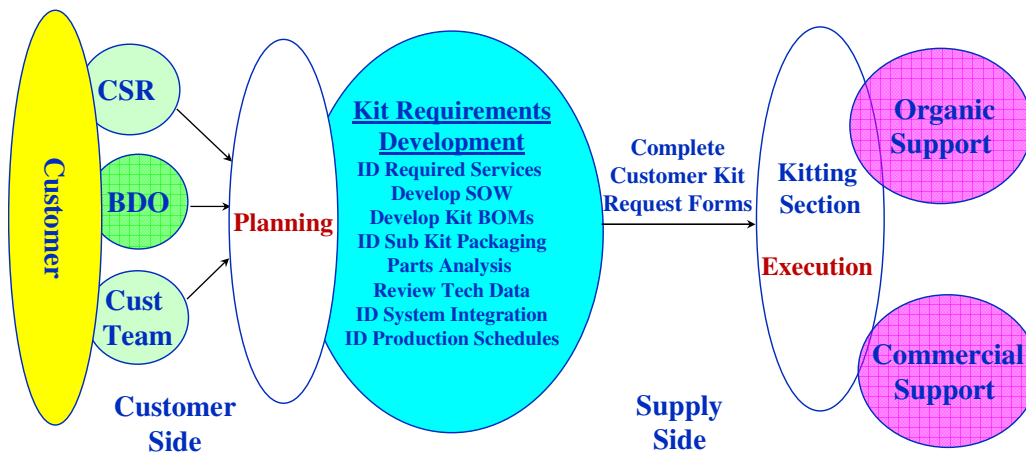 Customer
CSR
BDO
Cust
Team
Customer
Side
Planning
Kit Requirements
Development
ID Required Services
Develop SOW
Develop Kit BOMs
ID Sub Kit Packaging
Parts Analysis
Review Tech Data
ID System Integration
ID Production Schedules
Complete
Customer Kit
Request Forms
Supply
Side
Kitting
Section
Execution
Organic
Support
Commercial
Support